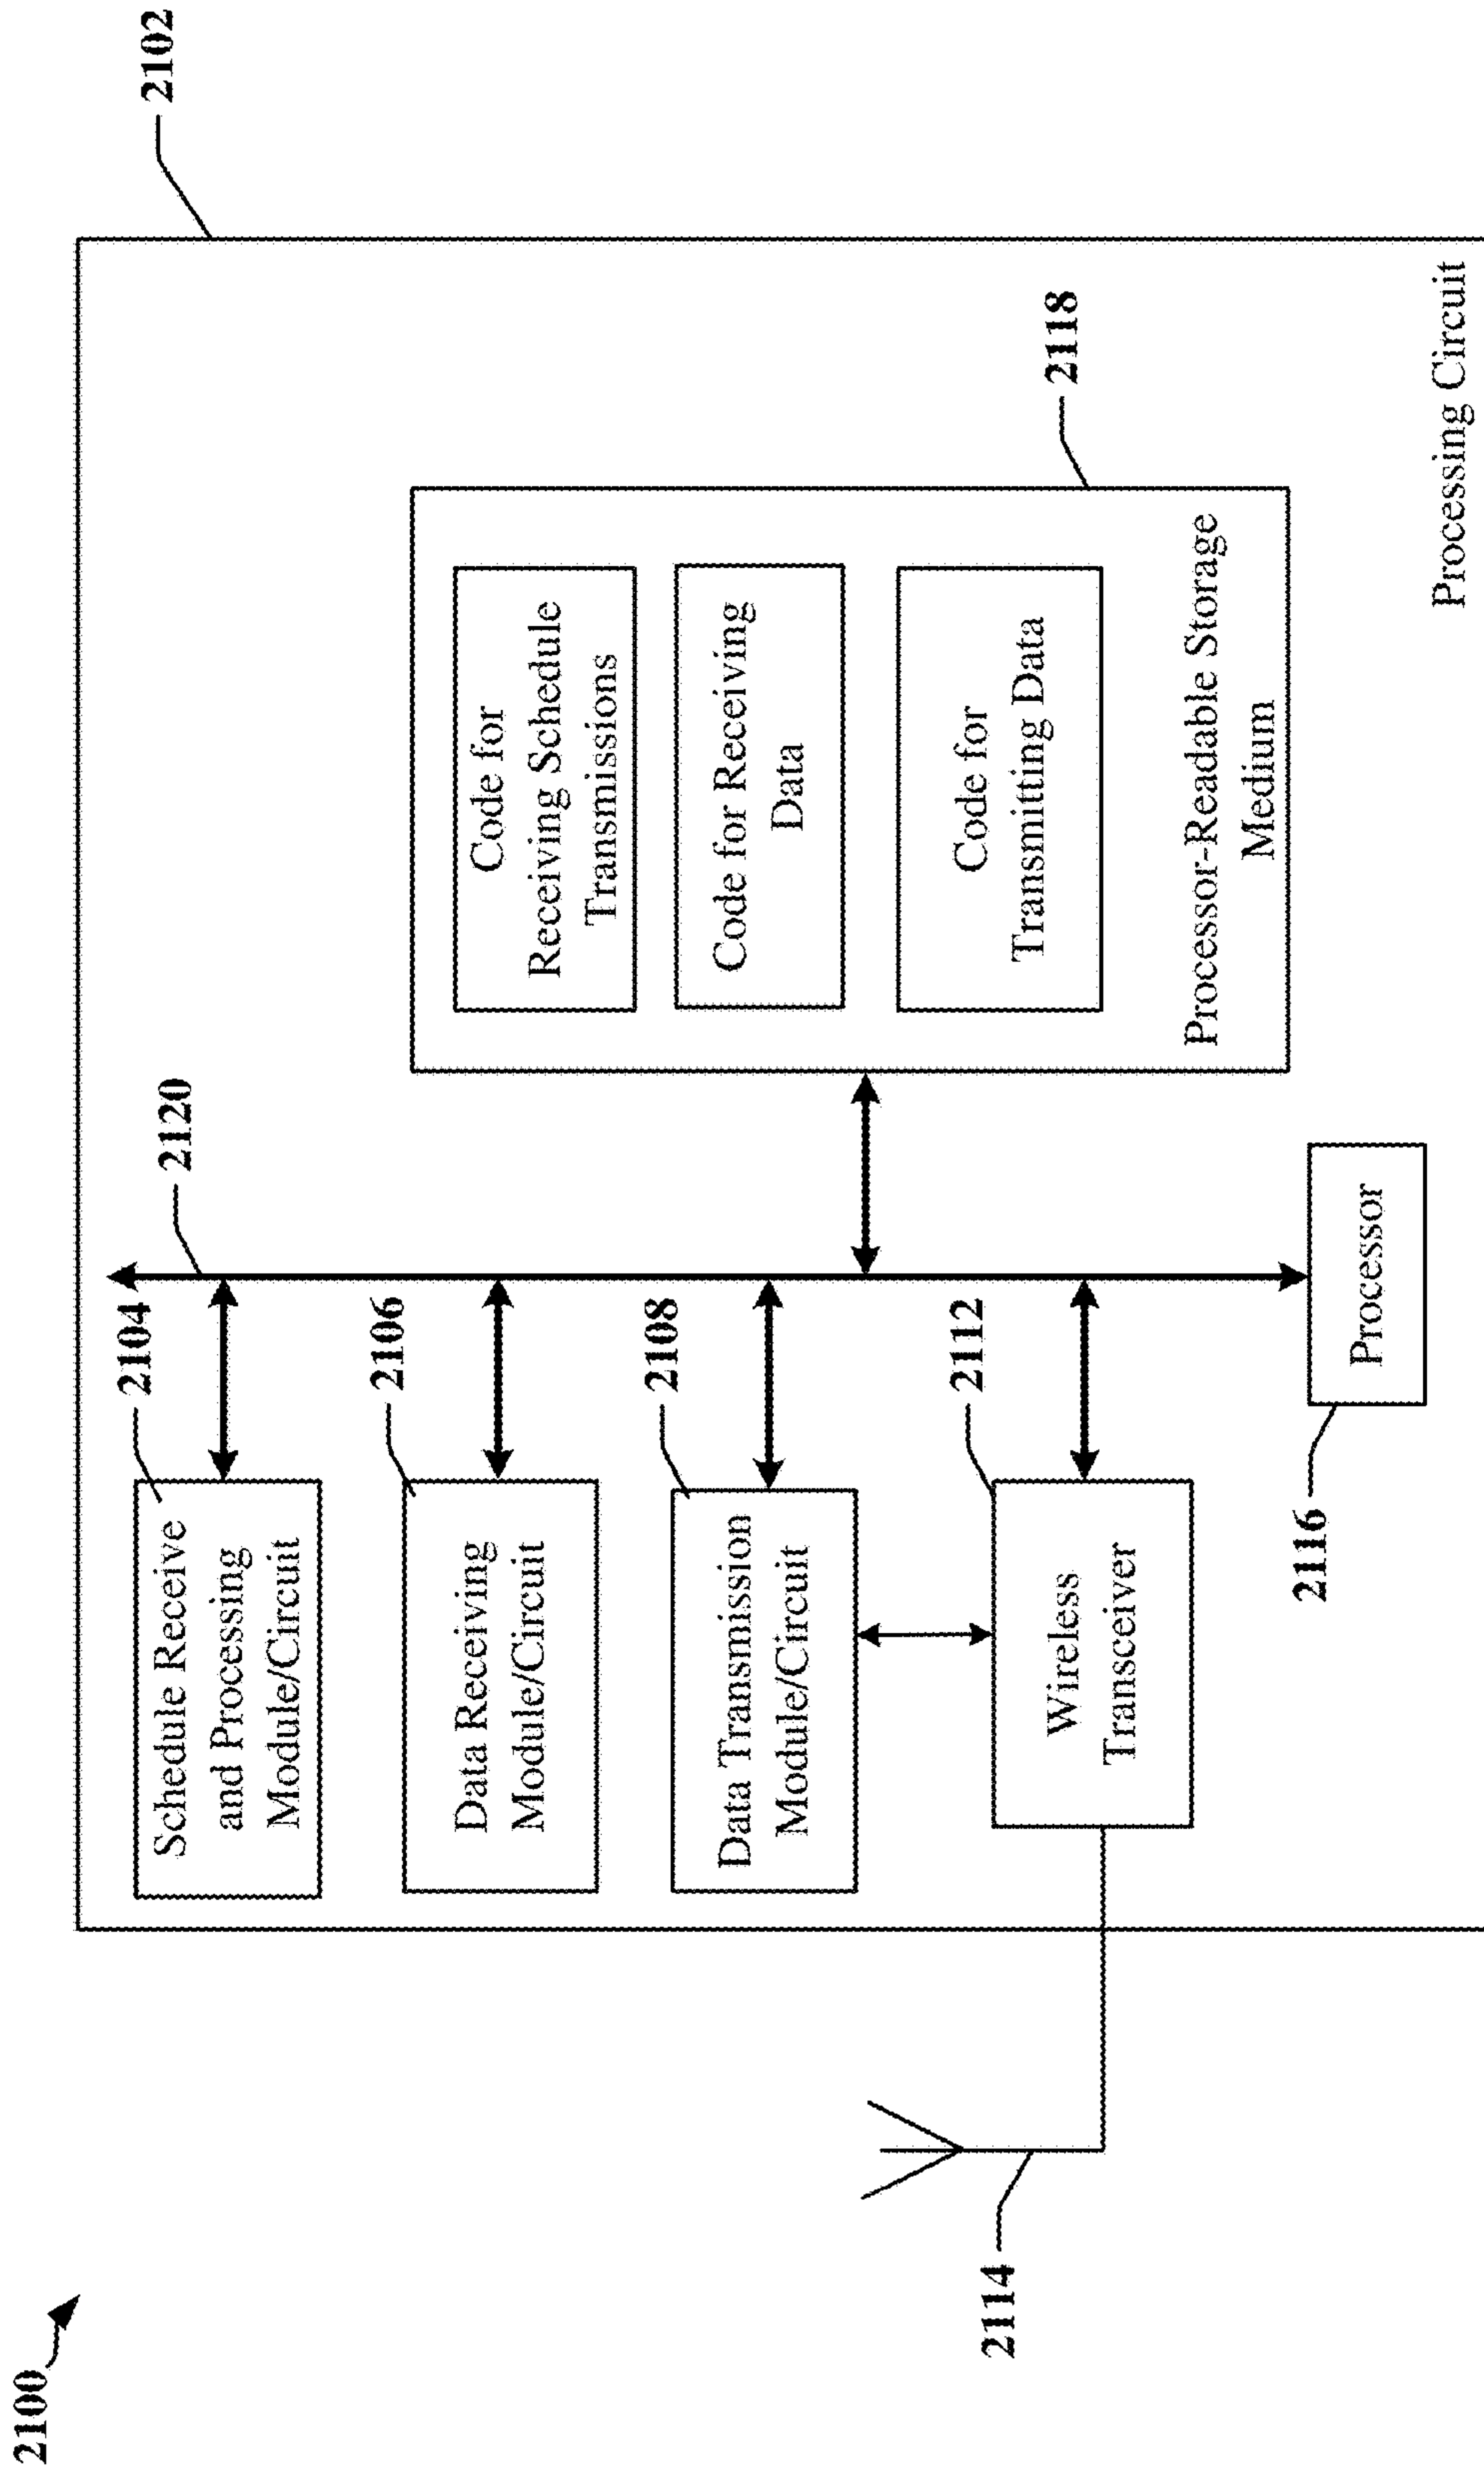 2100
2102
2120
2104
Schedule Receive
and Processing
Module/Circuit
2106
Data Receiving
Module/Circuit
2108
Data Transmission
Module/Circuit
2112
Wireless
Transceiver
2114
2116
Processor
2118
Code for
Receiving Schedule
Transmissions
Code for Receiving
Data
Code for
Transmitting Data
Processor-Readable Storage
Medium
Processing Circuit